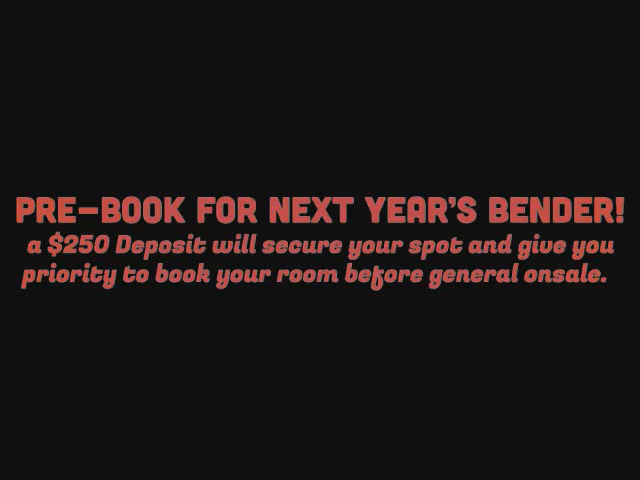 PRE-BOOK FOR NEXT YEAR'S BENDER!
a $250 Deposit will secure your spot and give you
priority to book your room before general onsale.